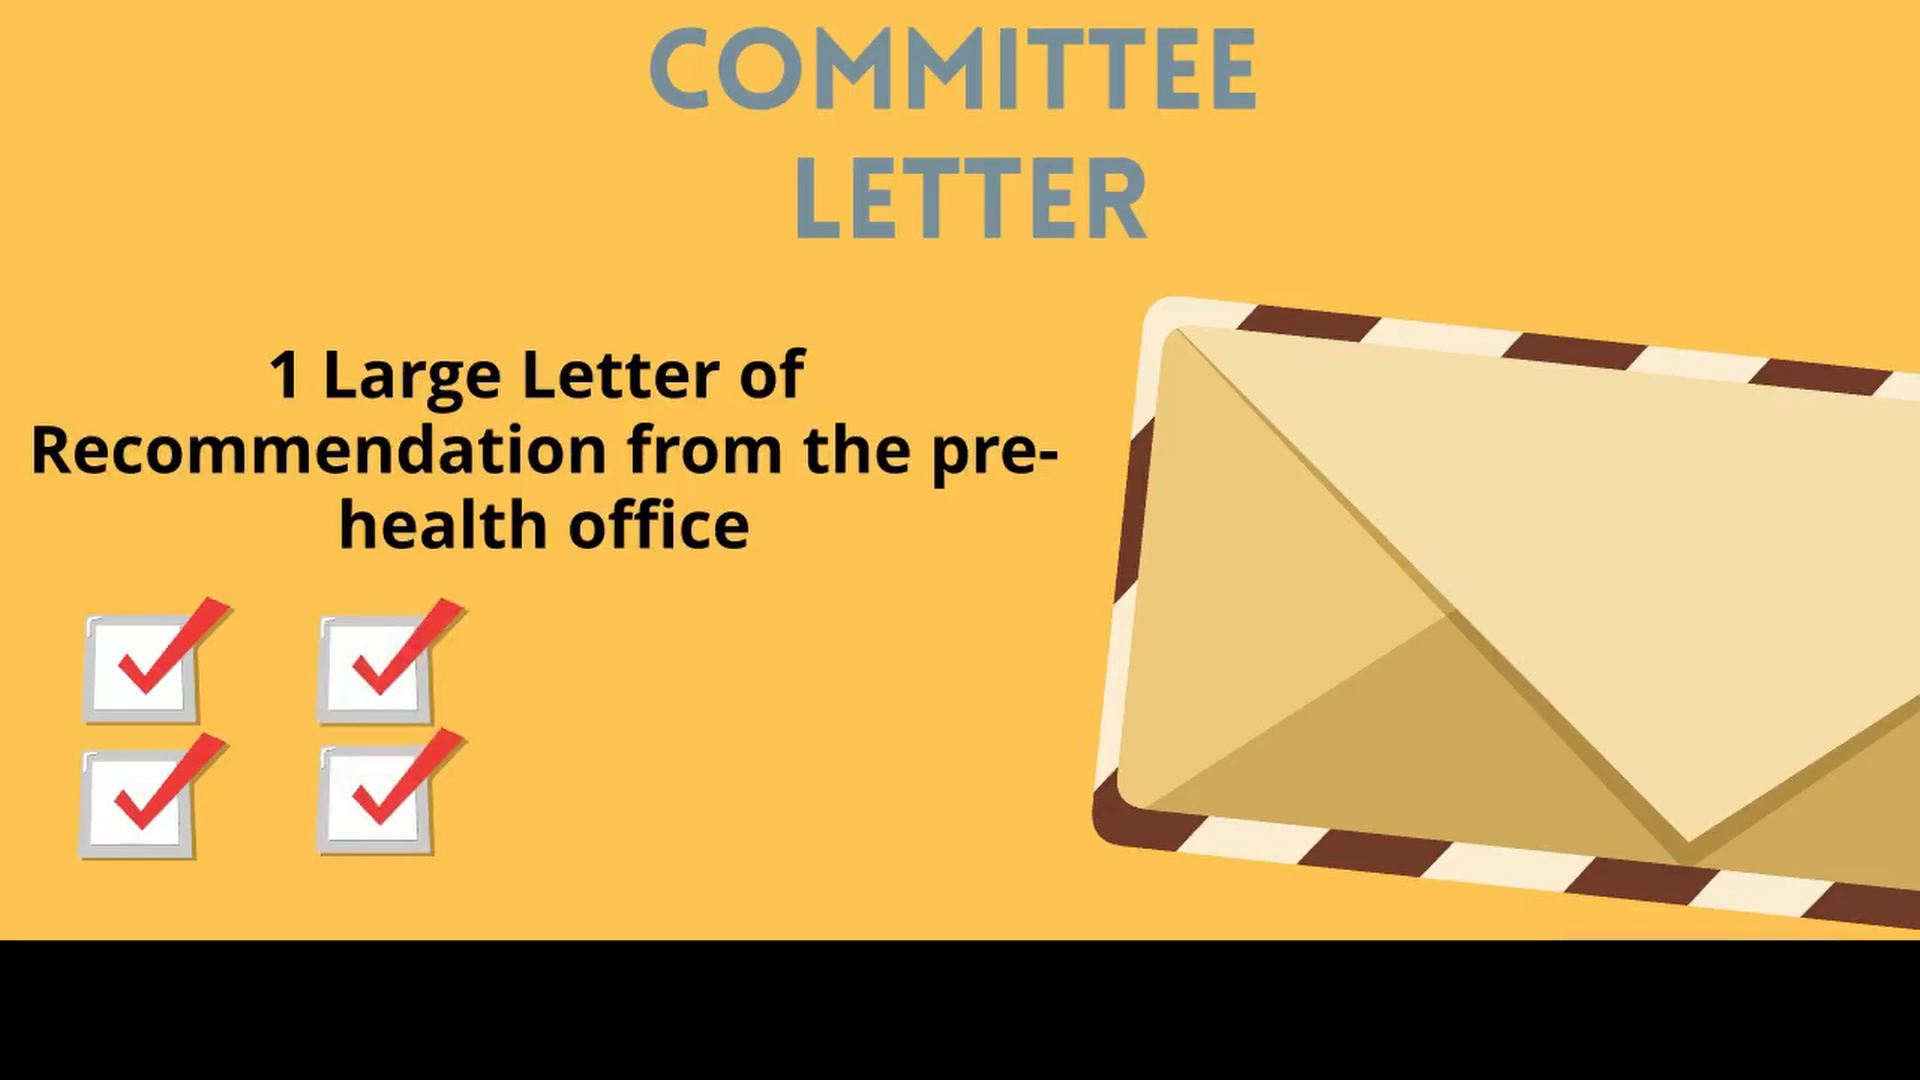 COMMITTEE
LETTER
1 Large Letter of
Recommendation from the pre-
health office